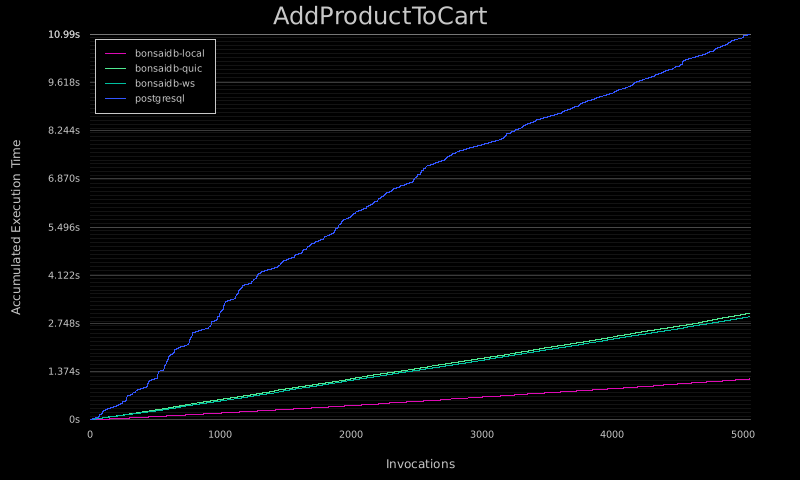 AddProductToCart
10.99s
9.618s
8.244s
6.870s
5.496s
4.122s
2.748s
1.374s
0s
bonsaidb-local
bonsaidb-quic
bonsaidb-ws
postgresql
Accumulated Execution Time
0 1000 2000 3000 4000 5000
Invocations